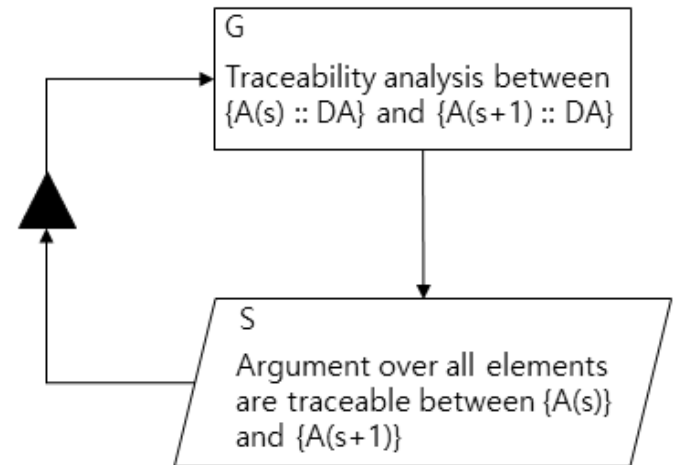 G
Traceability analysis between
{A(s) :: DA} and {A(s+1) :: DA}
S
Argument over all elements
are traceable between {A(s)}
and {A(s+1)}